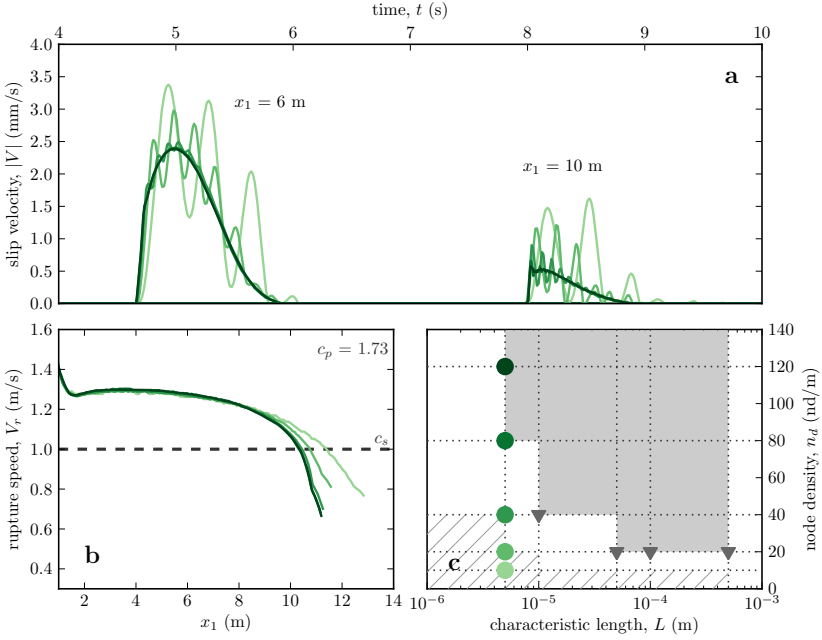 time, t (s)
4 5 6 7 8 9 10
slip velocity, |V| (mm/s)
4.0
3.5
3.0
2.5
2.0
1.5
1.0
0.5
0.0
a
x₁ = 6 m
x₁ = 10 m
rupture speed, Vᵣ (m/s)
1.6
1.4
1.2
1.0
0.8
0.6
0.4
cₚ = 1.73
cₛ
b
2 4 6 8 10 12 14
x₁ (m)
c
140
120
100
80
60
40
20
0
node density, n_d (nd/m)
10⁻⁶ 10⁻⁵ 10⁻⁴ 10⁻³
characteristic length, L (m)